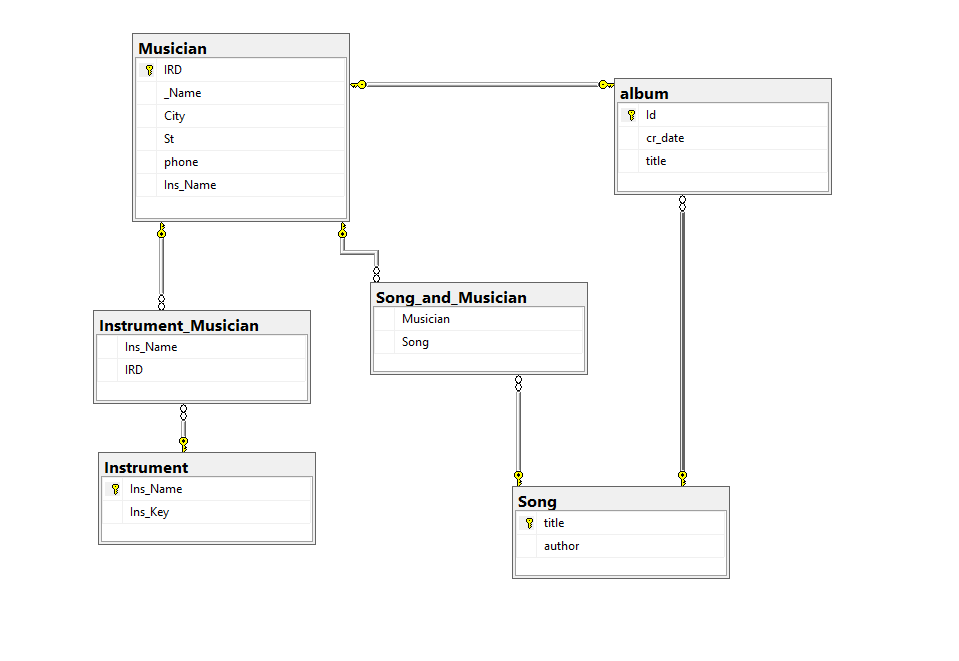 Musician
IRD
_Name
City
St
phone
Ins_Name
album
Id
cr_date
title
Song_and_Musician
Musician
Song
Instrument_Musician
Ins_Name
IRD
Instrument
Ins_Name
Ins_Key
Song
title
author